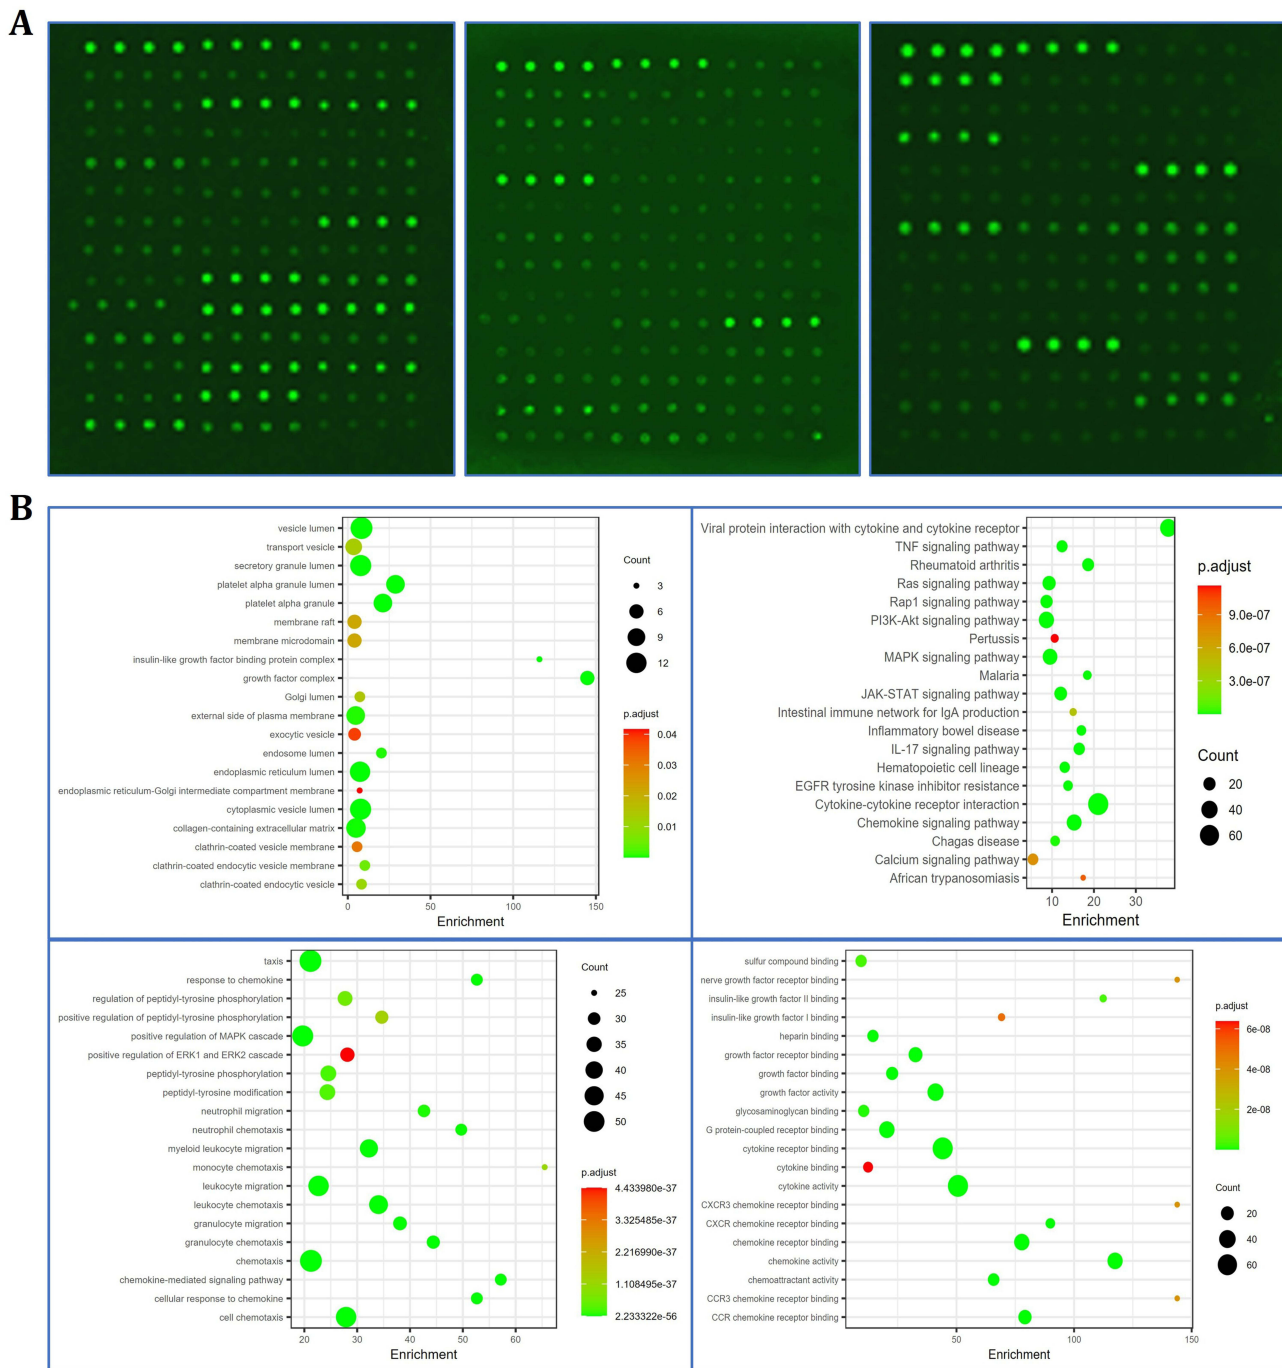 A
B
vesicle lumen
transport vesicle
secretory granule lumen
platelet alpha granule lumen
platelet alpha granule
membrane raft
membrane microdomain
insulin-like growth factor binding protein complex
growth factor complex
Golgi lumen
external side of plasma membrane
exocytic vesicle
endosome lumen
endoplasmic reticulum lumen
endoplasmic reticulum-Golgi intermediate compartment membrane
cytoplasmic vesicle lumen
collagen-containing extracellular matrix
clathrin-coated vesicle membrane
clathrin-coated endocytic vesicle membrane
clathrin-coated endocytic vesicle
0 50 100 150
Enrichment
Count
3
6
9
12
p.adjust
0.04
0.03
0.02
0.01
Viral protein interaction with cytokine and cytokine receptor
TNF signaling pathway
Rheumatoid arthritis
Ras signaling pathway
Rap1 signaling pathway
PI3K-Akt signaling pathway
Pertussis
MAPK signaling pathway
Malaria
JAK-STAT signaling pathway
Intestinal immune network for IgA production
Inflammatory bowel disease
IL-17 signaling pathway
Hematopoietic cell lineage
EGFR tyrosine kinase inhibitor resistance
Cytokine-cytokine receptor interaction
Chemokine signaling pathway
Chagas disease
Calcium signaling pathway
African trypanosomiasis
10 20 30
Enrichment
p.adjust
9.0e-07
6.0e-07
3.0e-07
Count
20
40
60
taxis
response to chemokine
regulation of peptidyl-tyrosine phosphorylation
positive regulation of peptidyl-tyrosine phosphorylation
positive regulation of MAPK cascade
positive regulation of ERK1 and ERK2 cascade
peptidyl-tyrosine phosphorylation
peptidyl-tyrosine modification
neutrophil migration
neutrophil chemotaxis
myeloid leukocyte migration
monocyte chemotaxis
leukocyte migration
leukocyte chemotaxis
granulocyte migration
granulocyte chemotaxis
chemotaxis
chemokine-mediated signaling pathway
cellular response to chemokine
cell chemotaxis
20 30 40 50 60
Enrichment
Count
25
30
35
40
45
50
p.adjust
4.433980e-37
3.325485e-37
2.216990e-37
1.108495e-37
2.233322e-56
sulfur compound binding
nerve growth factor receptor binding
insulin-like growth factor II binding
insulin-like growth factor I binding
heparin binding
growth factor receptor binding
growth factor binding
growth factor activity
glycosaminoglycan binding
G protein-coupled receptor binding
cytokine receptor binding
cytokine binding
cytokine activity
CXCR3 chemokine receptor binding
CXCR chemokine receptor binding
chemokine receptor binding
chemokine activity
chemoattractant activity
CCR3 chemokine receptor binding
CCR chemokine receptor binding
50 100 150
Enrichment
p.adjust
6e-08
4e-08
2e-08
Count
20
40
60